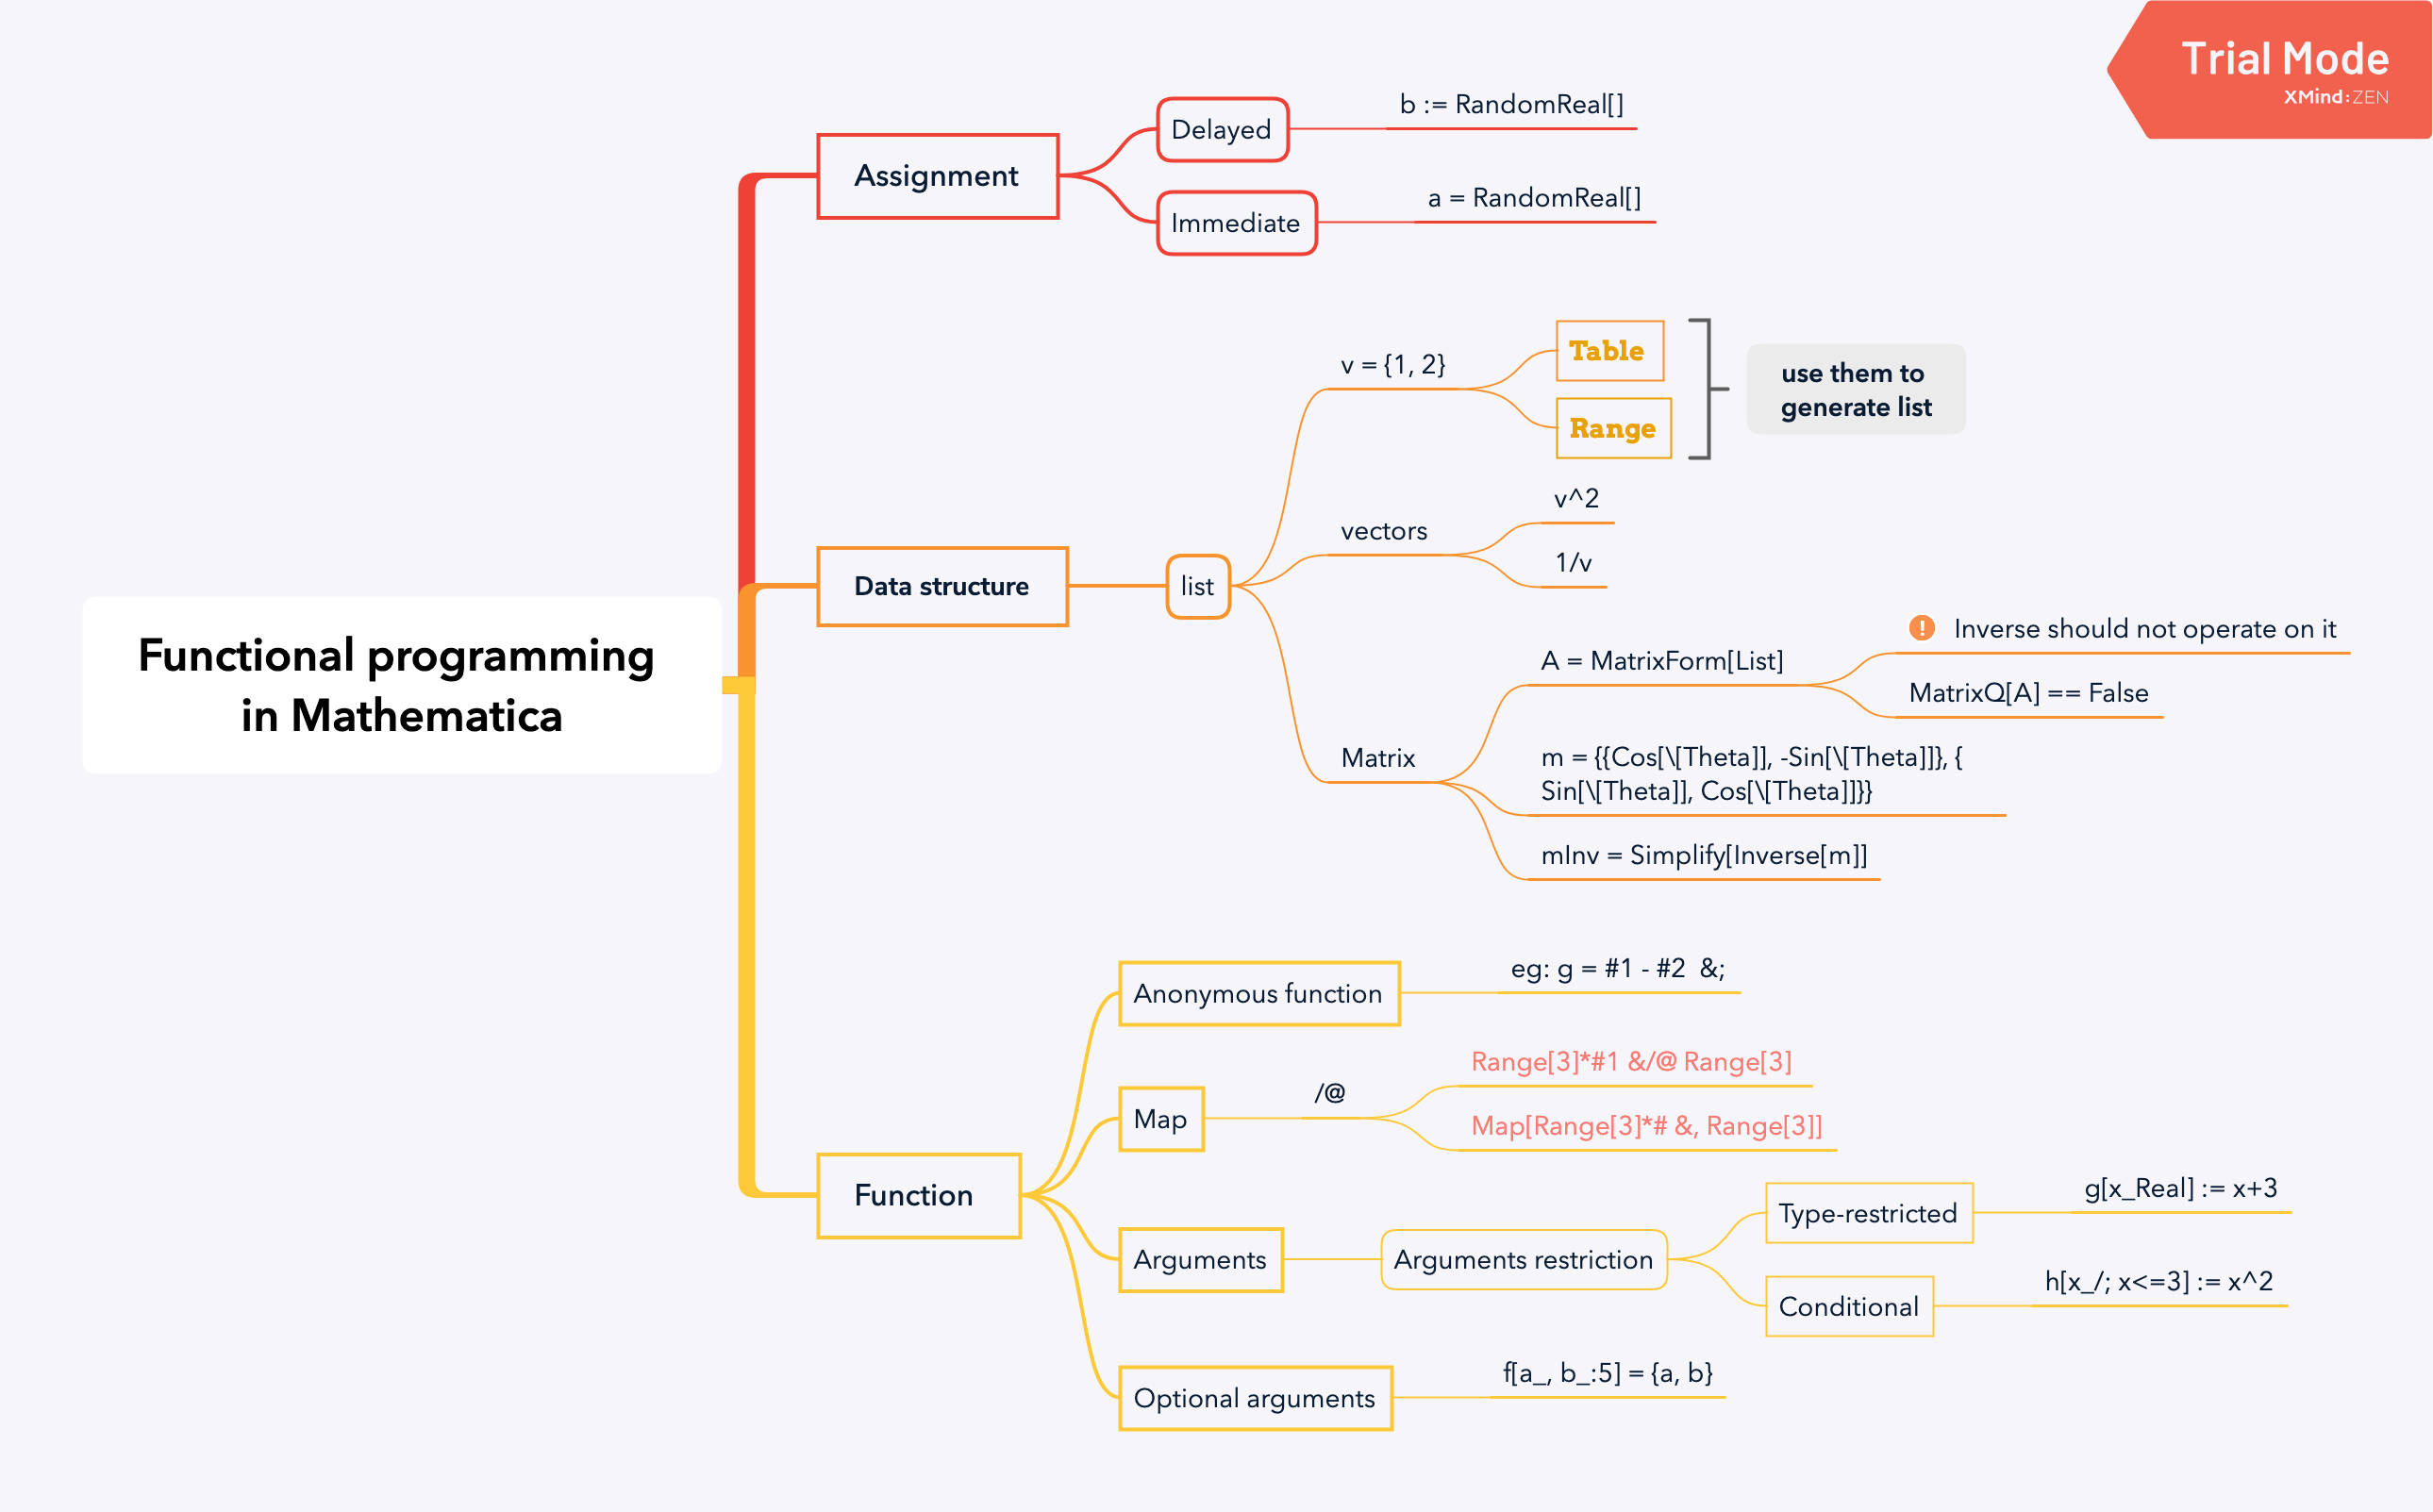 Trial Mode
XMind:ZEN
Functional programming
in Mathematica
Assignment
Delayed
b := RandomReal[]
Immediate
a = RandomReal[]
Data structure
list
v = {1, 2}
Table
Range
use them to
generate list
vectors
v^2
1/v
Matrix
A = MatrixForm[List]
! Inverse should not operate on it
MatrixQ[A] == False
m = {{Cos[\[Theta]], -Sin[\[Theta]]}, {
Sin[\[Theta]], Cos[\[Theta]]}}
mInv = Simplify[Inverse[m]]
Function
Anonymous function
eg: g = #1 - #2  &;
Map
/@
Range[3]*#1 &/@ Range[3]
Map[Range[3]*# &, Range[3]]
Arguments
Arguments restriction
Type-restricted
g[x_Real] := x+3
Conditional
h[x_/; x<=3] := x^2
Optional arguments
f[a_, b_:5] = {a, b}